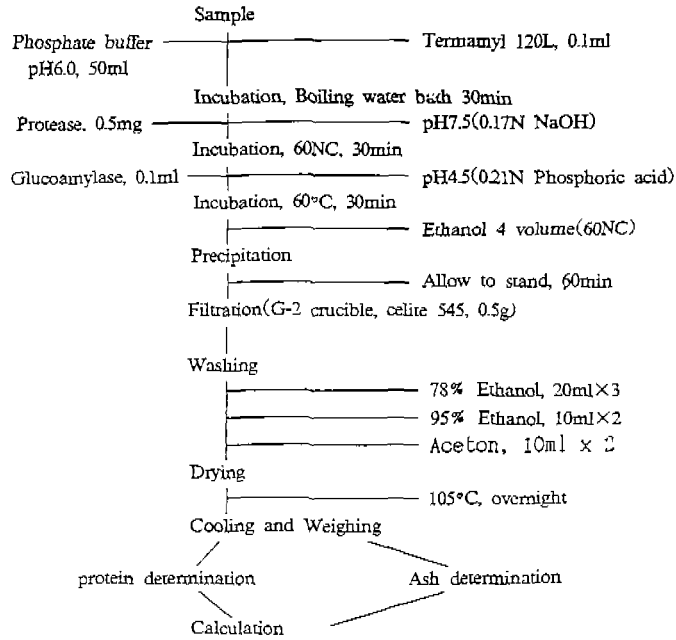 Sample
Phosphate buffer
pH6.0, 50ml
Termamyl 120L, 0.1ml
Incubation, Boiling water bath 30min
Protease. 0.5mg
pH7.5(0.17N NaOH)
Incubation, 60NC, 30min
Glucoamylase, 0.1ml
pH4.5(0.21N Phosphoric acid)
Incubation, 60°C, 30min
Ethanol 4 volume(60NC)
Precipitation
Allow to stand, 60min
Filtration(G-2 crucible, celite 545, 0.5g)
Washing
78% Ethanol, 20ml×3
95% Ethanol, 10ml×2
Aceton, 10ml x 2
Drying
105°C, overnight
Cooling and Weighing
protein determination
Ash determination
Calculation